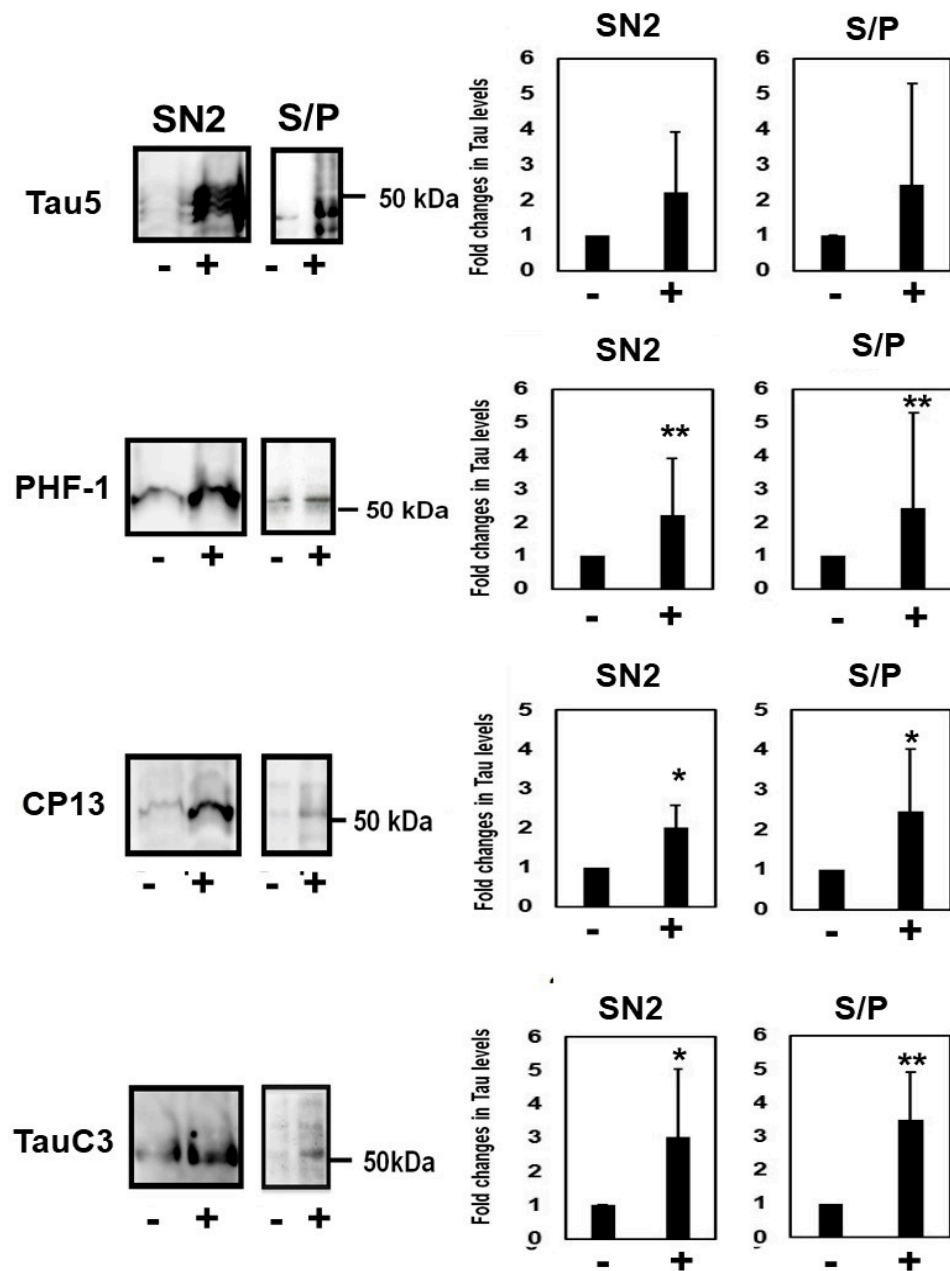 SN2 S/P
Tau5
50 kDa
- + - +
SN2
Fold changes in Tau levels
6
5
4
3
2
1
0
- +
S/P
6
5
4
3
2
1
0
- +
PHF-1
50 kDa
- + - +
SN2
Fold changes in Tau levels
6
5
4
3
2
1
0
**
- +
S/P
6
5
4
3
2
1
0
**
- +
CP13
50 kDa
- + - +
SN2
Fold changes in Tau levels
5
4
3
2
1
0
*
- +
S/P
5
4
3
2
1
0
*
- +
TauC3
50kDa
- + - +
SN2
Fold changes in Tau levels
6
5
4
3
2
1
0
*
- +
S/P
6
5
4
3
2
1
0
**
- +